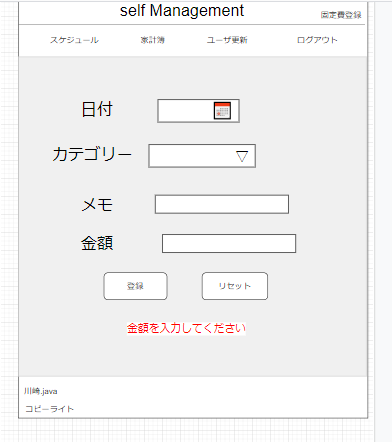 self Management
固定費登録
スケジュール 家計簿 ユーザ更新 ログアウト
日付
カテゴリー ▽
メモ
金額
登録 リセット
金額を入力してください
川崎.java
コピーライト